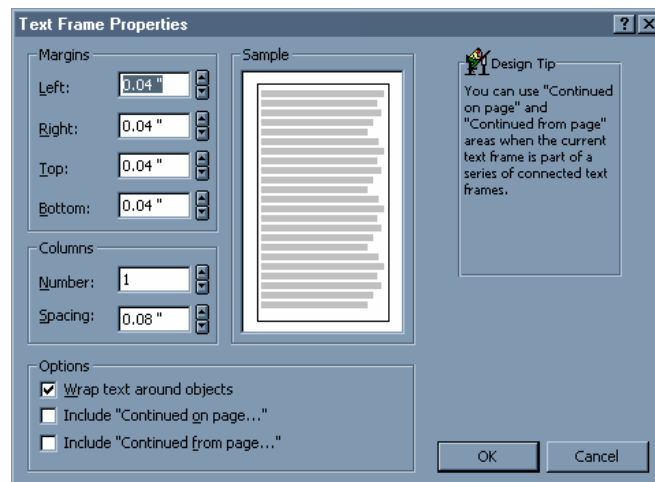 Text Frame Properties
Margins
Left: 0.04 "
Right: 0.04 "
Top: 0.04 "
Bottom: 0.04 "
Columns
Number: 1
Spacing: 0.08 "
Sample
Design Tip
You can use "Continued
on page" and
"Continued from page"
areas when the current
text frame is part of a
series of connected text
frames.
Options
Wrap text around objects
Include "Continued on page..."
Include "Continued from page..."
OK
Cancel